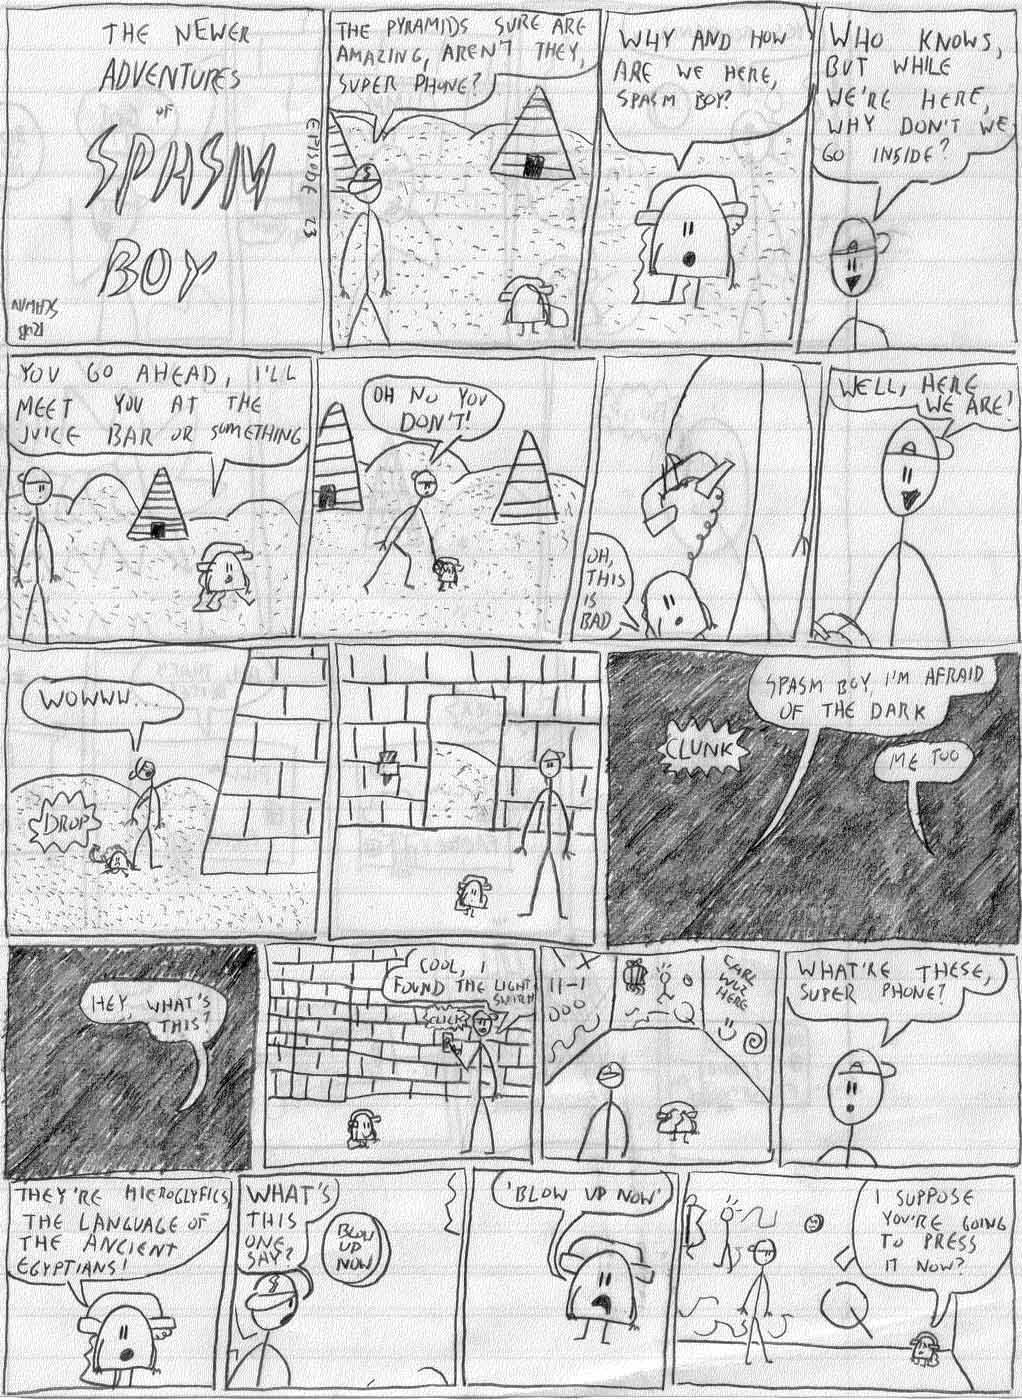 THE NEWER
ADVENTURES
OF
SPASM
BOY
EPISODE 23
THE PYRAMIDS SURE ARE
AMAZING, AREN'T THEY,
SUPER PHONE?
WHY AND HOW
ARE WE HERE,
SPASM BOY?
WHO KNOWS,
BUT WHILE
WE'RE HERE,
WHY DON'T WE
GO INSIDE?
YOU GO AHEAD, I'LL
MEET YOU AT THE
JUICE BAR OR SOMETHING
OH NO YOU
DON'T!
OH,
THIS
IS
BAD
WELL, HERE
WE ARE!
WOWWW...
DROP
CLUNK
SPASM BOY, I'M AFRAID
OF THE DARK
ME TOO
HEY, WHAT'S
THIS?
COOL, I
FOUND THE LIGHT
SWITCH
CLICK
11-1
CARL
WUZ
HERE
WHAT'RE THESE,
SUPER PHONE?
THEY'RE HIEROGLYFICS,
THE LANGUAGE OF
THE ANCIENT
EGYPTIANS!
WHAT'S
THIS
ONE
SAY?
BLOW
UP
NOW
'BLOW UP NOW'
I SUPPOSE
YOU'RE GOING
TO PRESS
IT NOW?